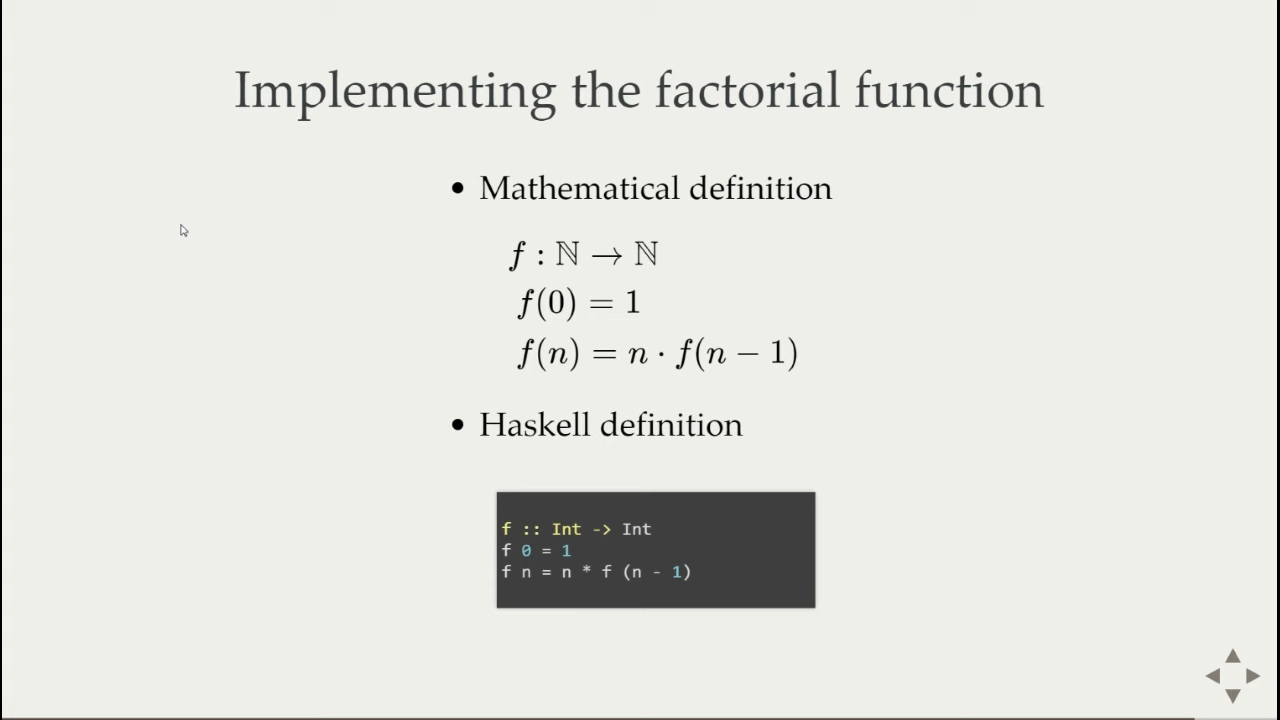 Implementing the factorial function
• Mathematical definition
f : ℕ → ℕ
f(0) = 1
f(n) = n · f(n − 1)
• Haskell definition
f :: Int -> Int
f 0 = 1
f n = n * f (n - 1)